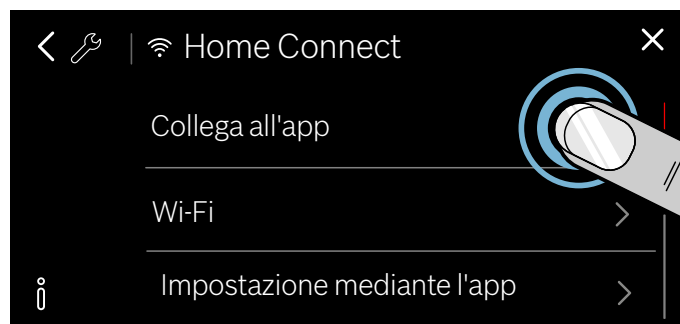 Home Connect
Collega all'app
Wi-Fi
Impostazione mediante l'app